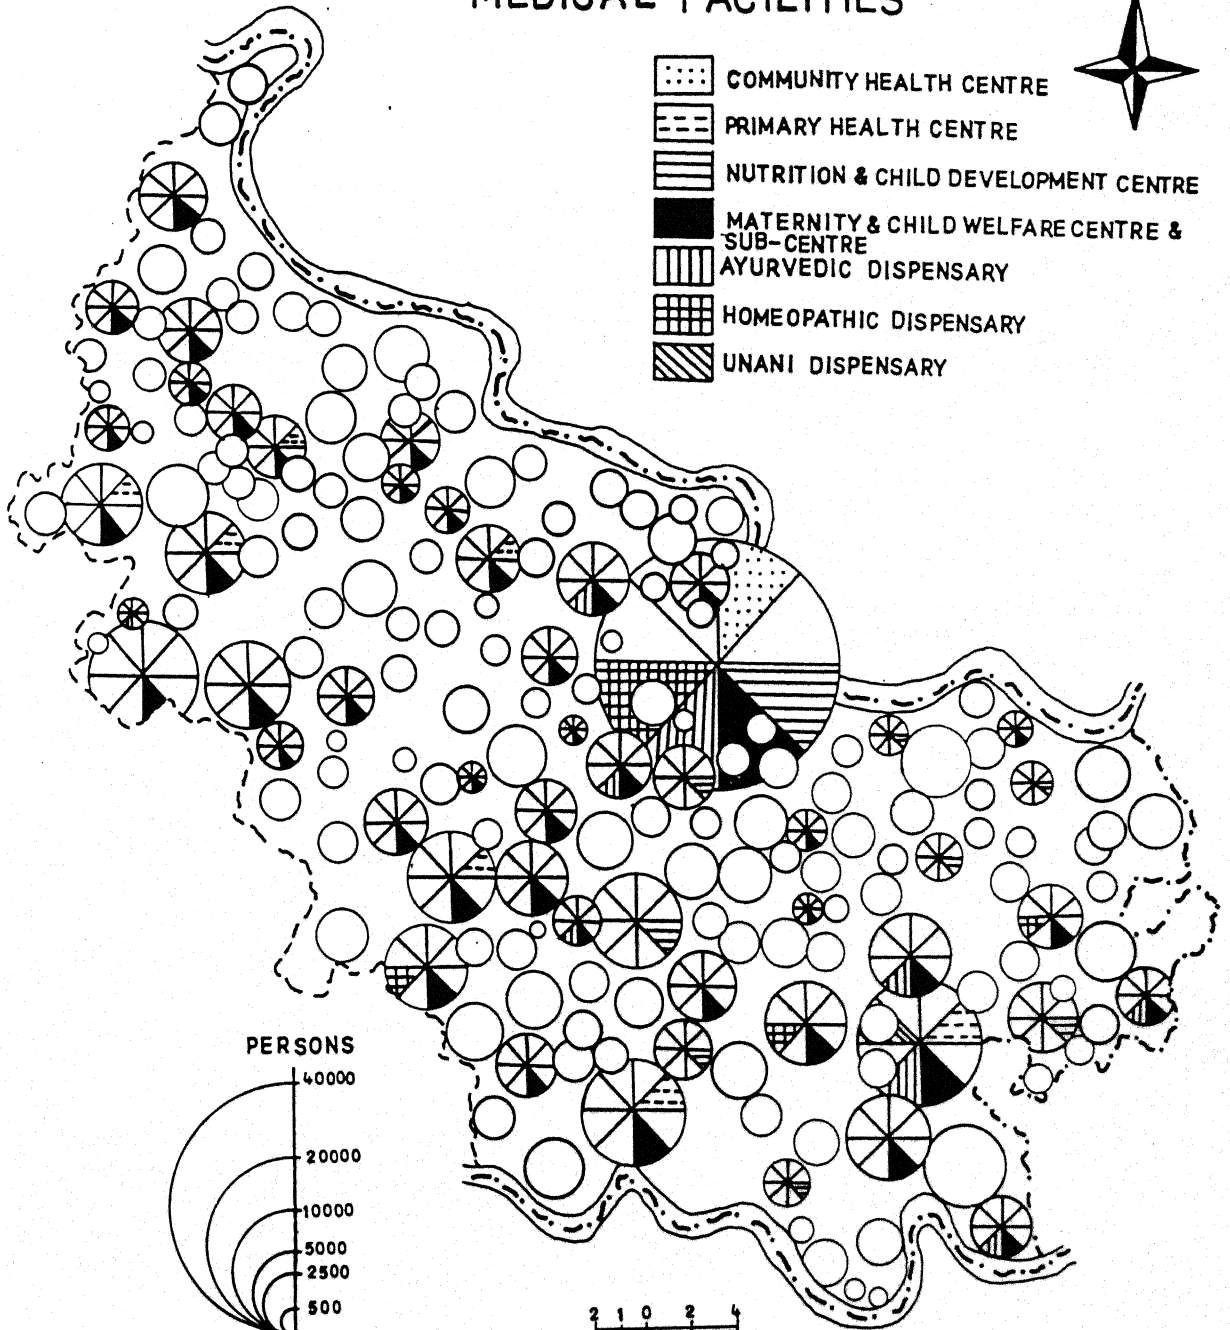 MEDICAL FACILITIES
COMMUNITY HEALTH CENTRE
PRIMARY HEALTH CENTRE
NUTRITION & CHILD DEVELOPMENT CENTRE
MATERNITY & CHILD WELFARE CENTRE &
SUB-CENTRE
AYURVEDIC DISPENSARY
HOMEOPATHIC DISPENSARY
UNANI DISPENSARY
PERSONS
40000
20000
10000
5000
2500
500
2 1 0 2 4